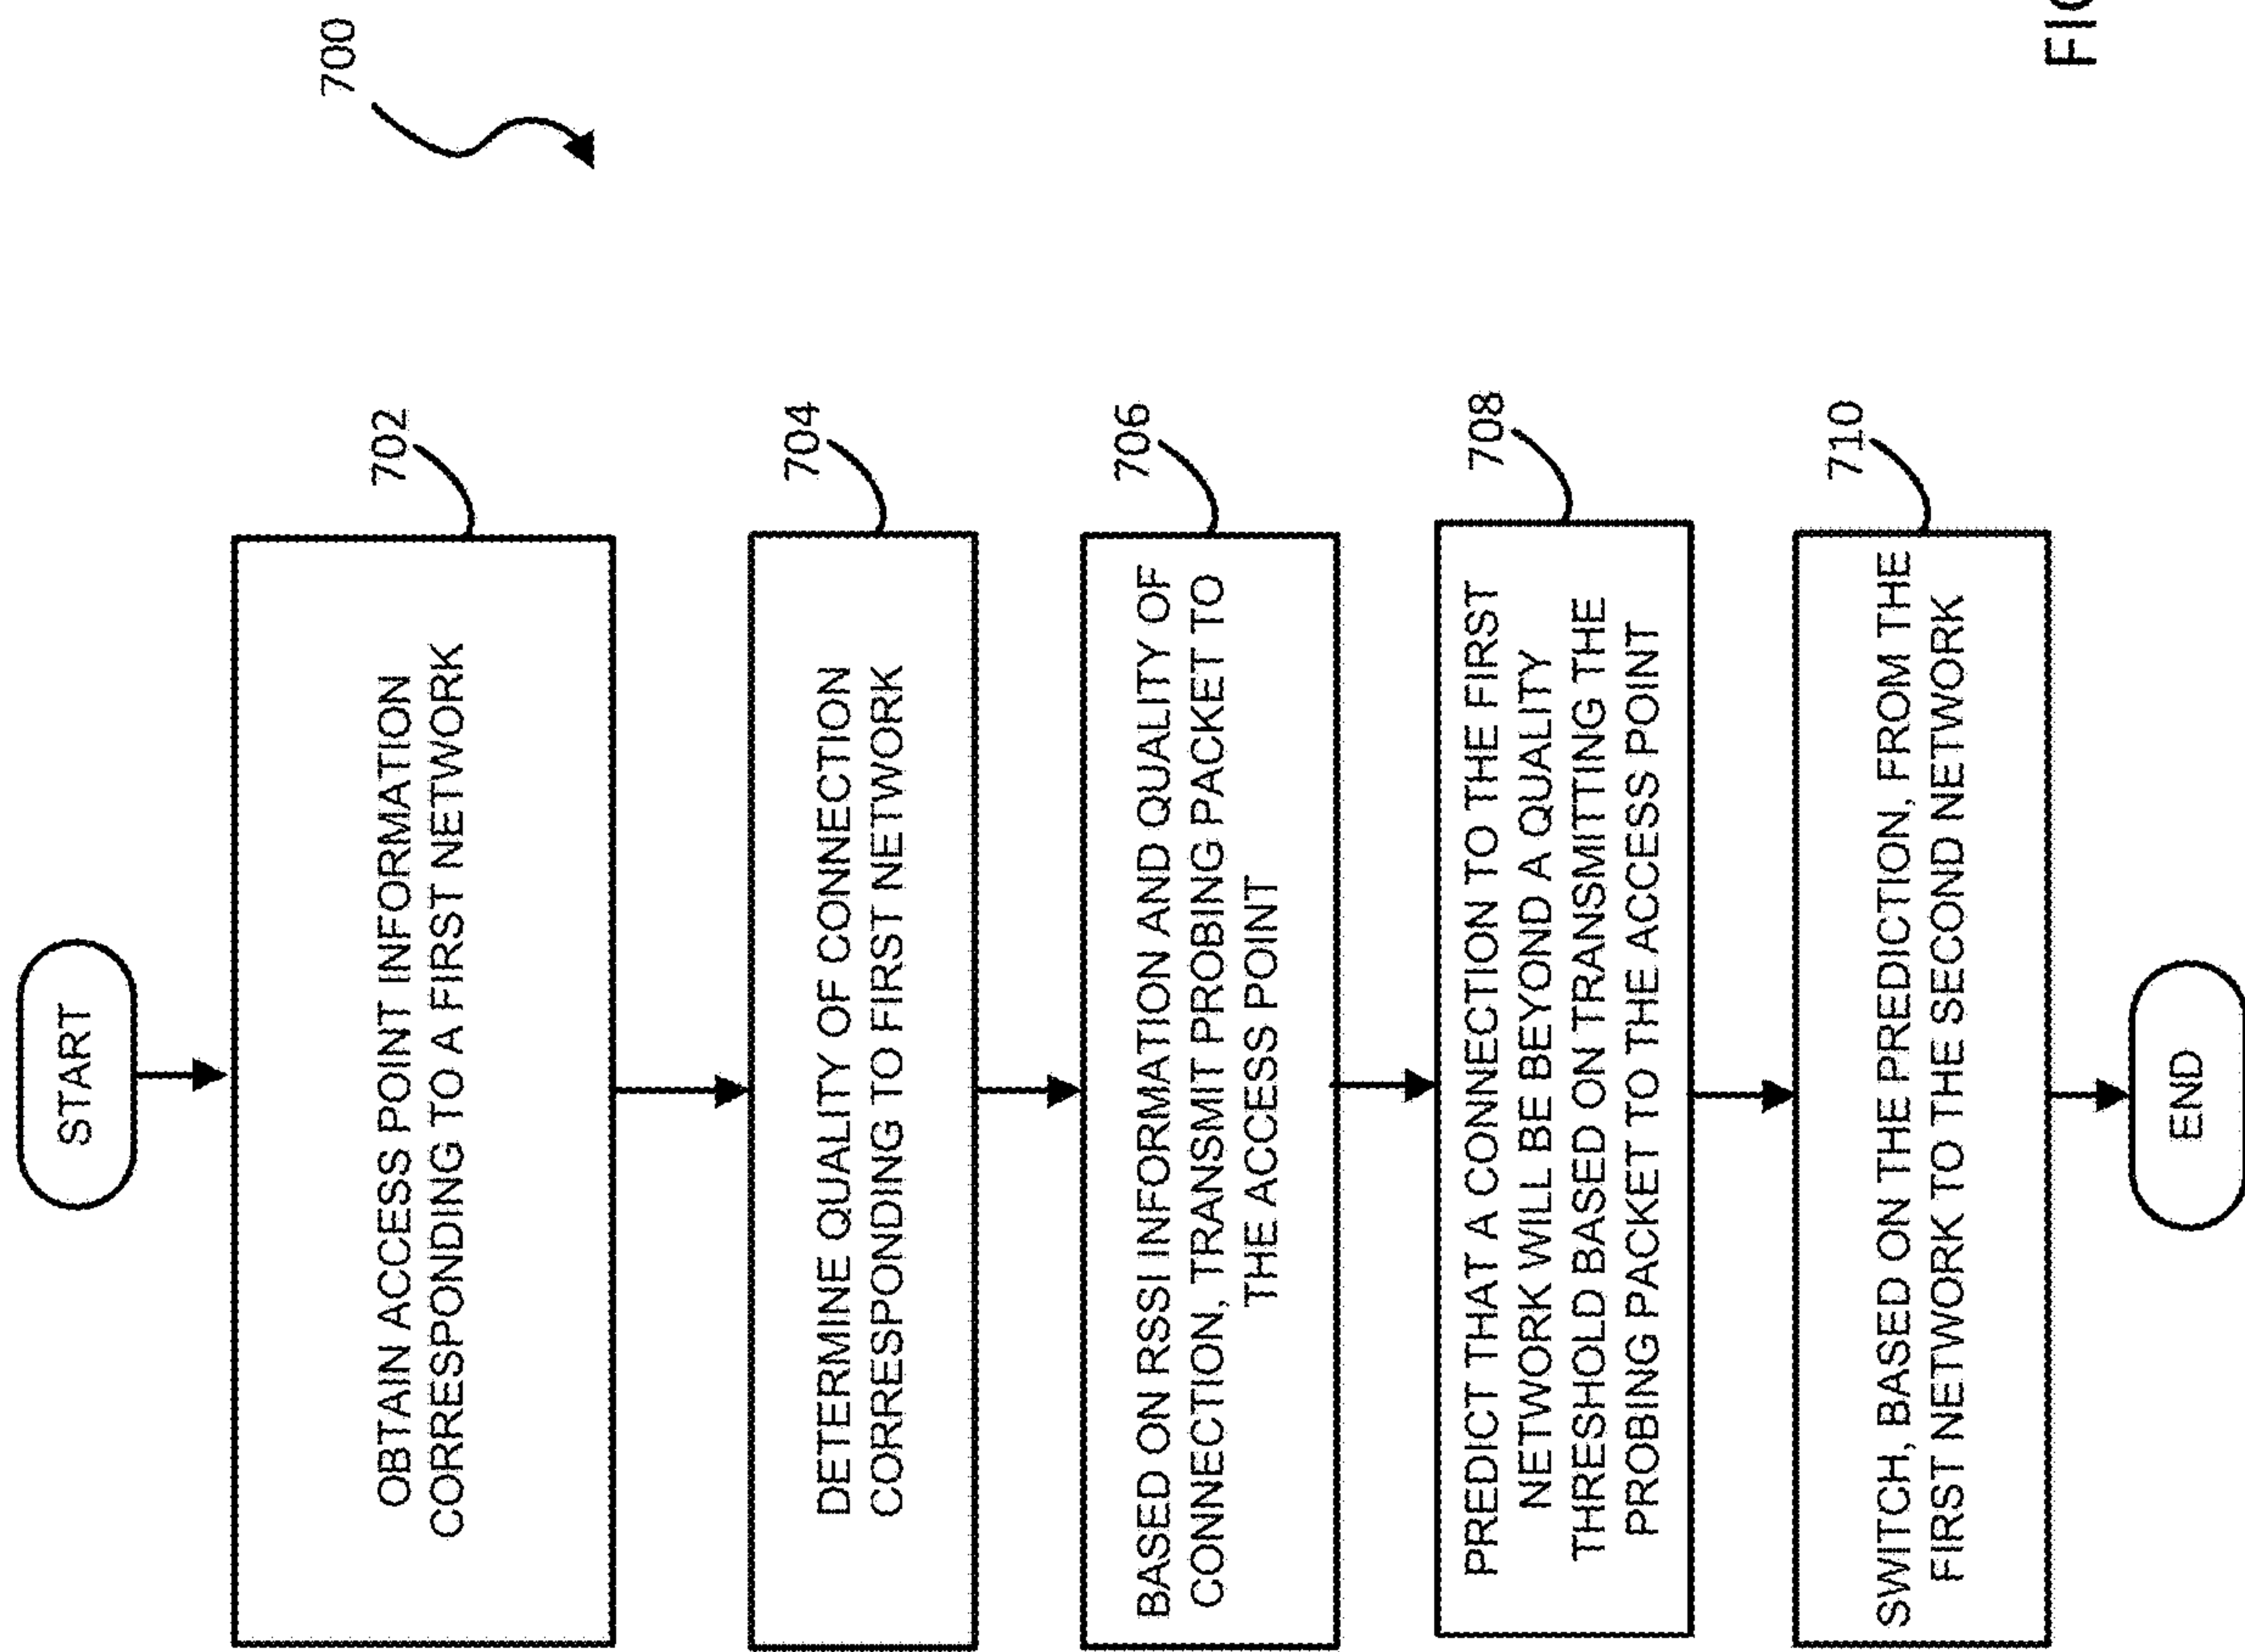 700
START
702
OBTAIN ACCESS POINT INFORMATION
CORRESPONDING TO A FIRST NETWORK
704
DETERMINE QUALITY OF CONNECTION
CORRESPONDING TO FIRST NETWORK
706
BASED ON RSSI INFORMATION AND QUALITY OF
CONNECTION, TRANSMIT PROBING PACKET TO
THE ACCESS POINT
708
PREDICT THAT A CONNECTION TO THE FIRST
NETWORK WILL BE BEYOND A QUALITY
THRESHOLD BASED ON TRANSMITTING THE
PROBING PACKET TO THE ACCESS POINT
710
SWITCH, BASED ON THE PREDICTION, FROM THE
FIRST NETWORK TO THE SECOND NETWORK
END